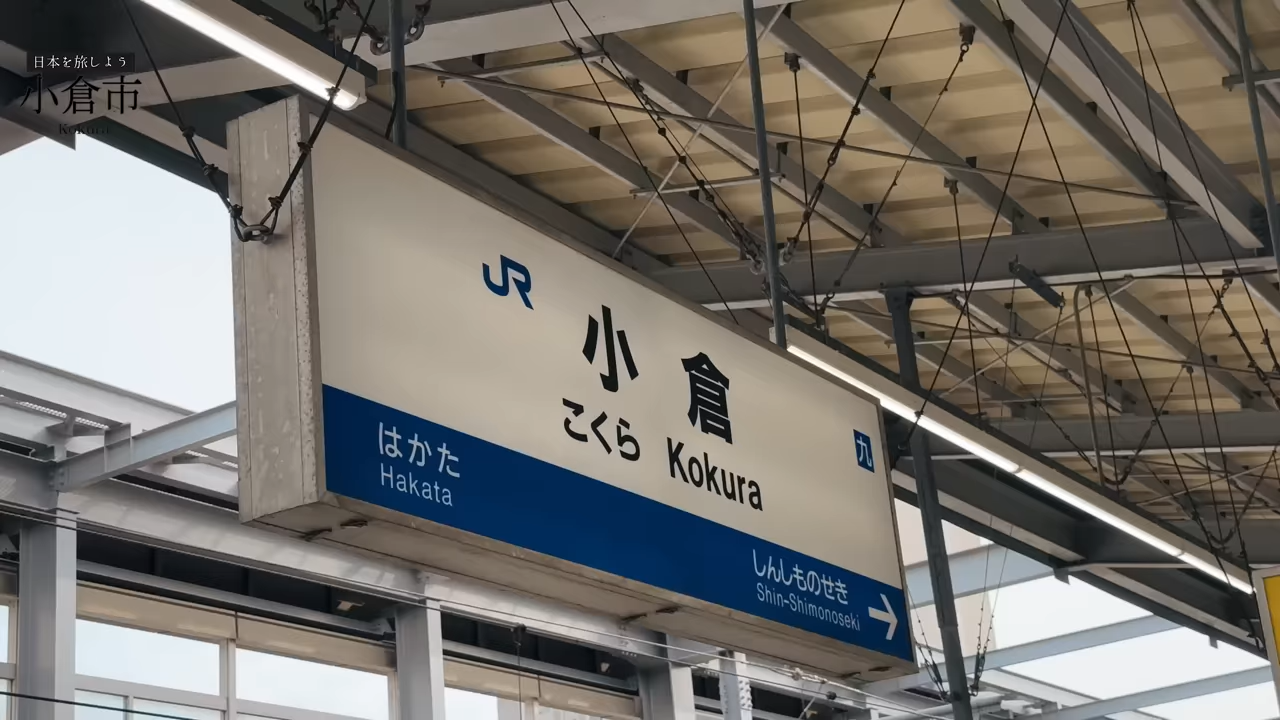 日本を旅しよう
小倉市
Kokura
JR
小倉
こくら Kokura
九
はかた
Hakata
しんしものせき
Shin-Shimonoseki